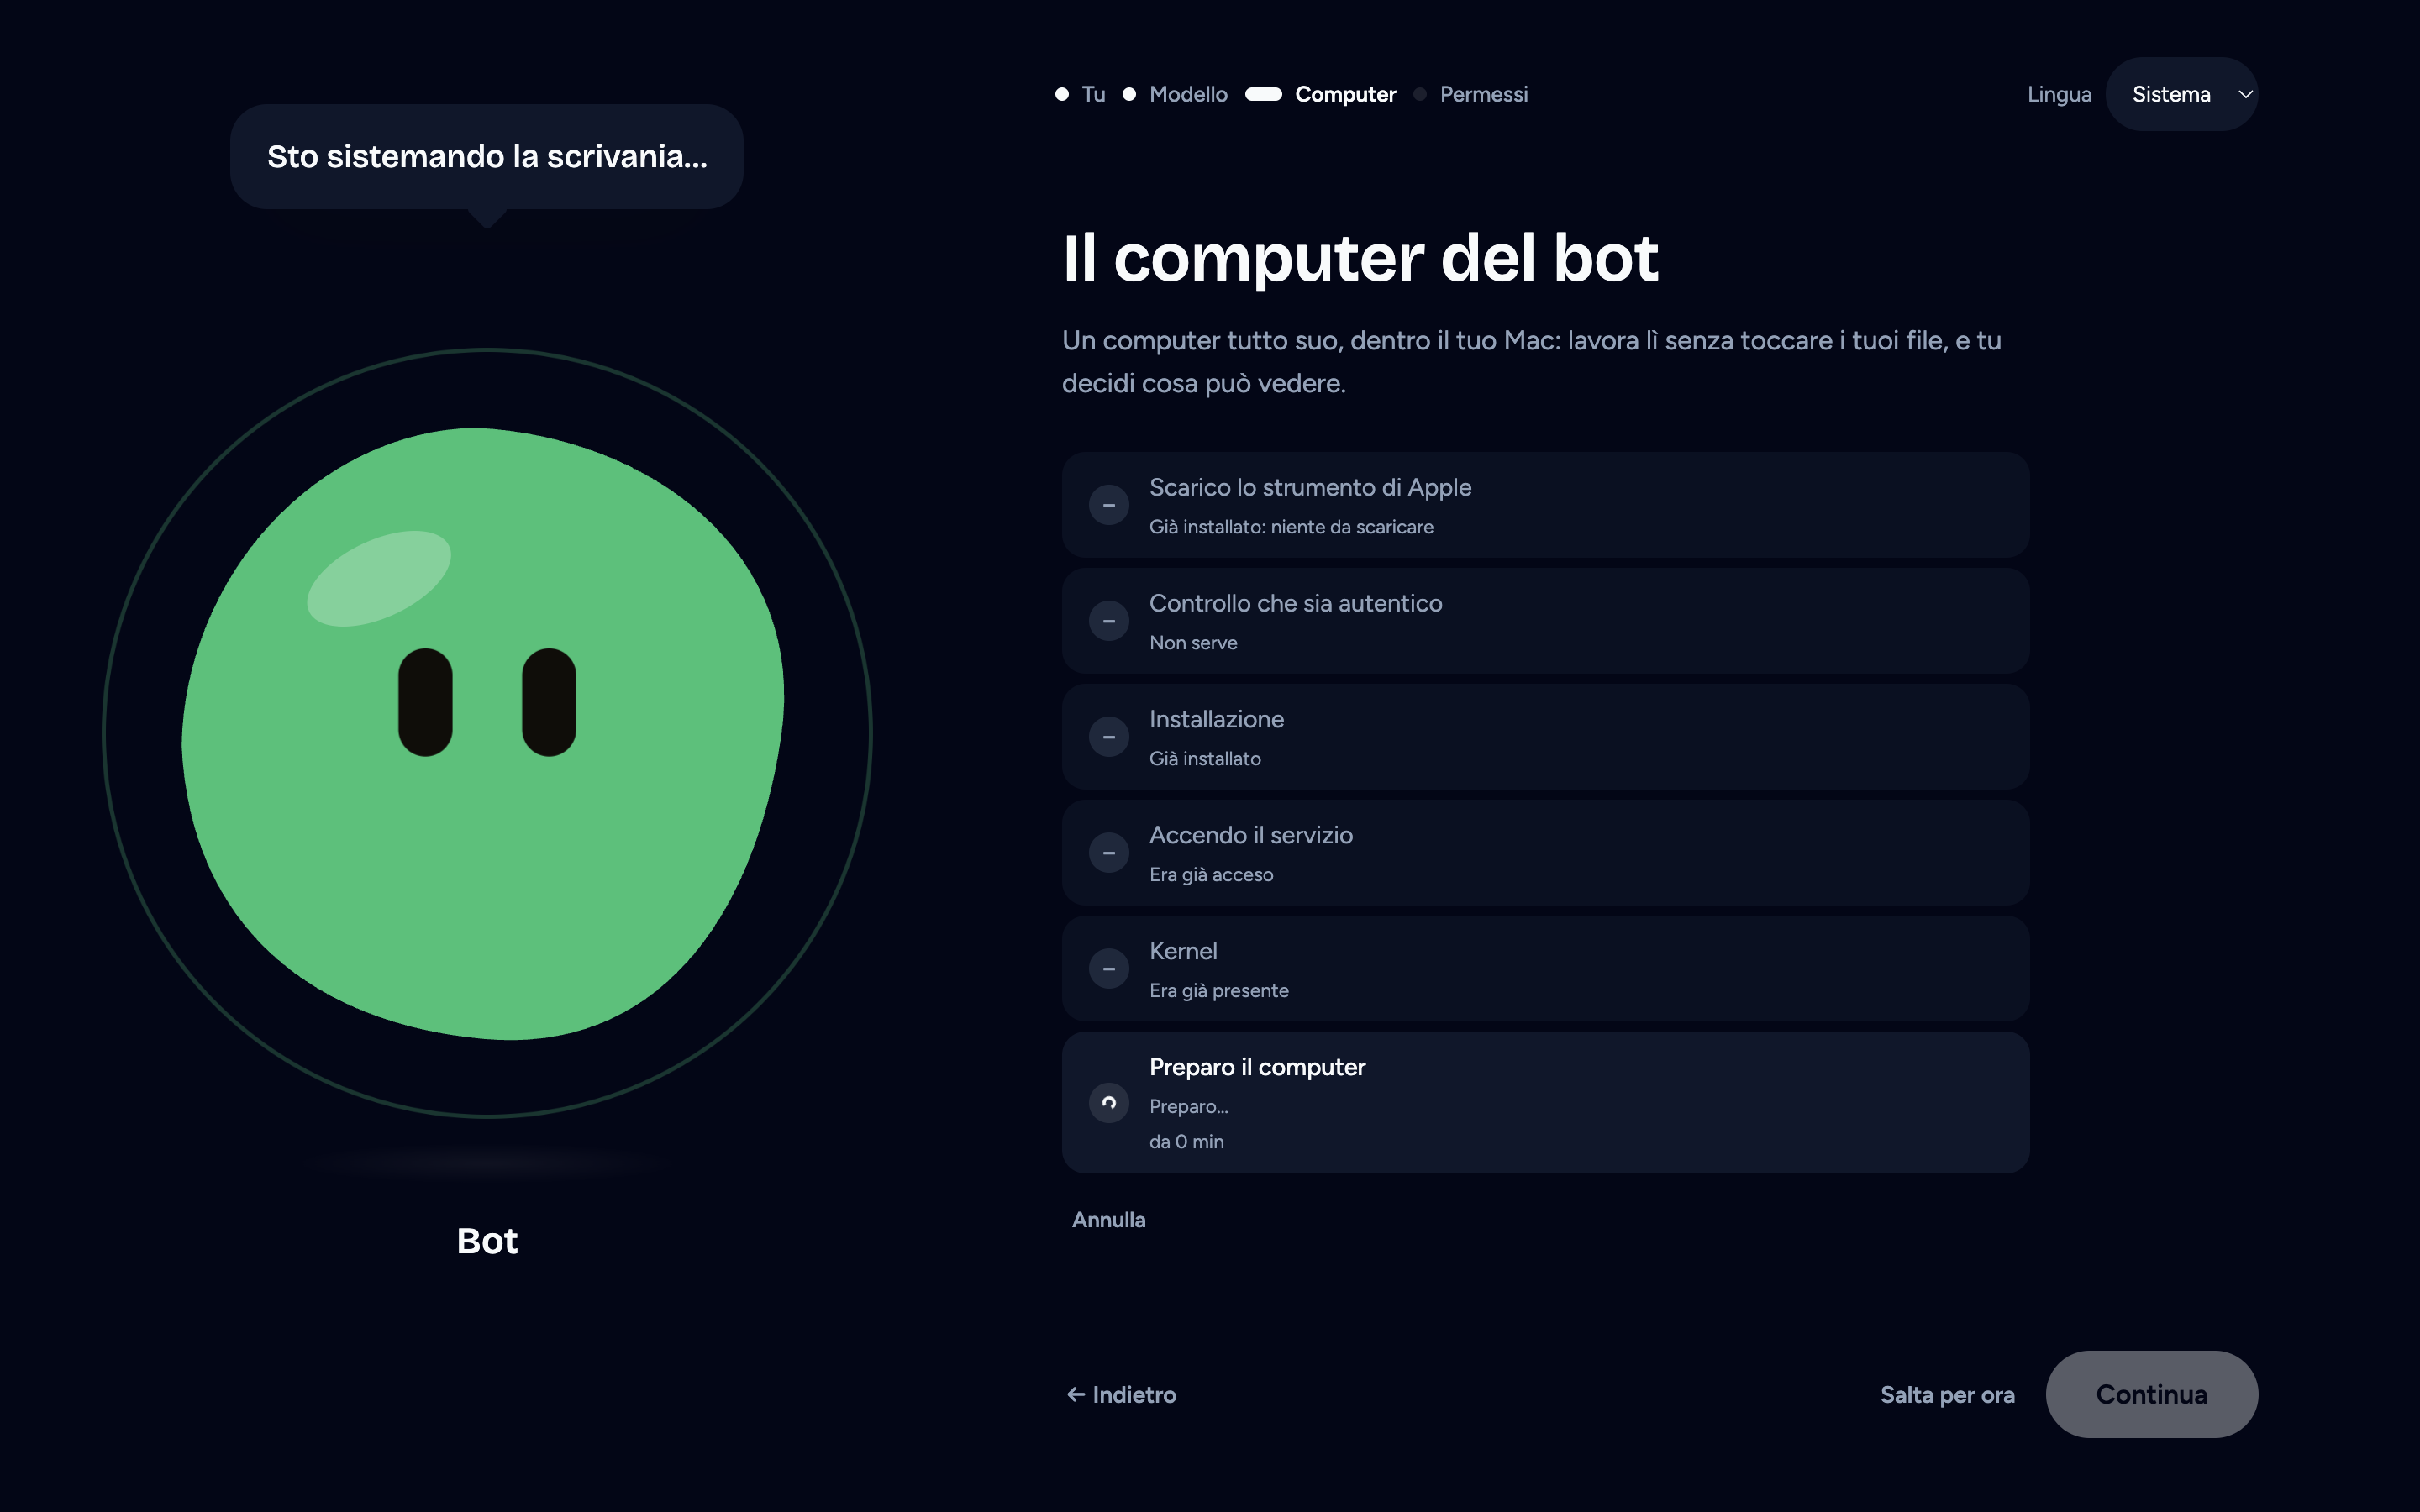 Sto sistemando la scrivania...
Tu
Modello
Computer
Permessi
Lingua
Sistema
Il computer del bot
Un computer tutto suo, dentro il tuo Mac: lavora lì senza toccare i tuoi file, e tu
decidi cosa può vedere.
Scarico lo strumento di Apple
Già installato: niente da scaricare
Controllo che sia autentico
Non serve
Installazione
Già installato
Accendo il servizio
Era già acceso
Kernel
Era già presente
Preparo il computer
Preparo...
da 0 min
Annulla
Bot
← Indietro
Salta per ora
Continua